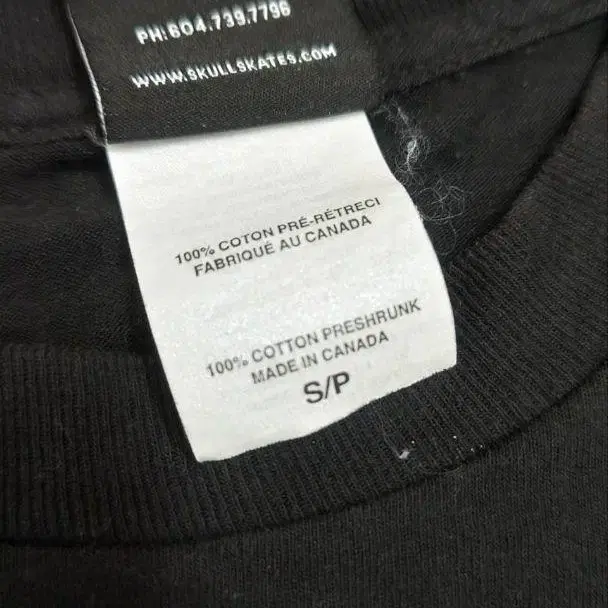 PH:604.739.7796
WWW.SKULLSKATES.COM
100% COTON PRÉ-RÉTRECI
FABRIQUÉ AU CANADA
100% COTTON PRESHRUNK
MADE IN CANADA
S/P